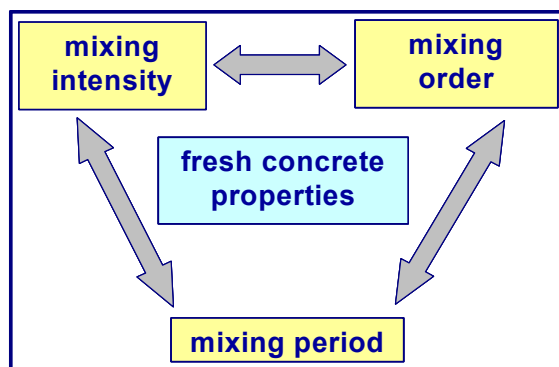 mixing
intensity
mixing
order
fresh concrete
properties
mixing period